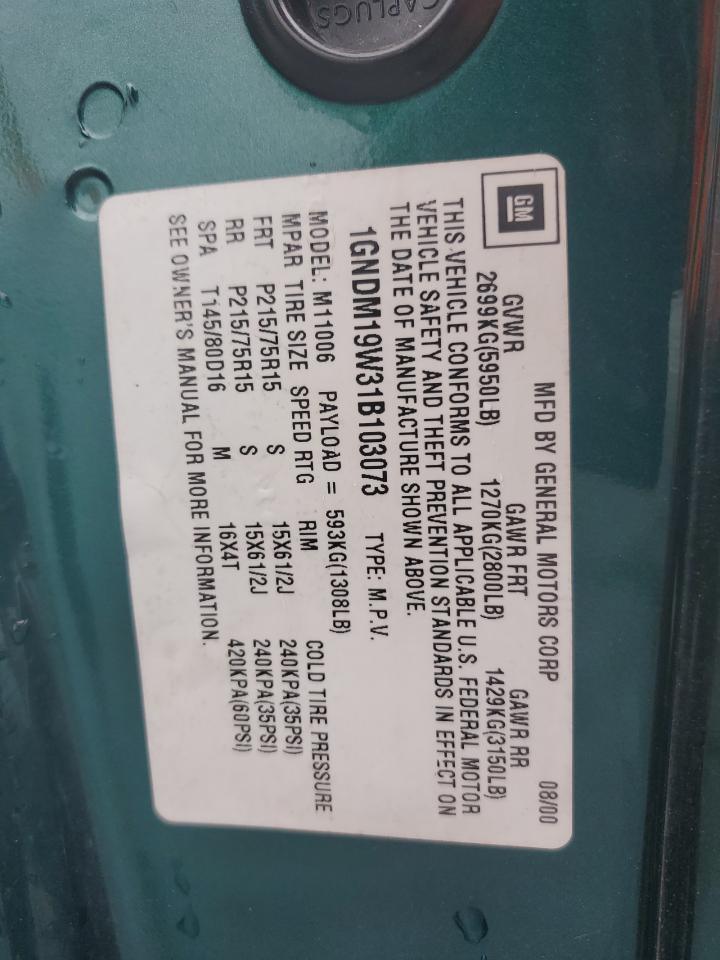 CAPLUGS
GM
MFD BY GENERAL MOTORS CORP 08/00
GVWR GAWR FRT GAWR RR
2699KG(5950LB) 1270KG(2800LB) 1429KG(3150LB)
THIS VEHICLE CONFORMS TO ALL APPLICABLE U.S. FEDERAL MOTOR
VEHICLE SAFETY AND THEFT PREVENTION STANDARDS IN EFFECT ON
THE DATE OF MANUFACTURE SHOWN ABOVE.
1GNDM19W31B103073 TYPE: M.P.V.
MODEL: M11006 PAYLOAD = 593KG(1308LB)
MPAR TIRE SIZE SPEED RTG RIM COLD TIRE PRESSURE
FRT P215/75R15 S 15X61/2J 240KPA(35PSI)
RR P215/75R15 S 15X61/2J 240KPA(35PSI)
SPA T145/80D16 M 16X4T 420KPA(60PSI)
SEE OWNER'S MANUAL FOR MORE INFORMATION.